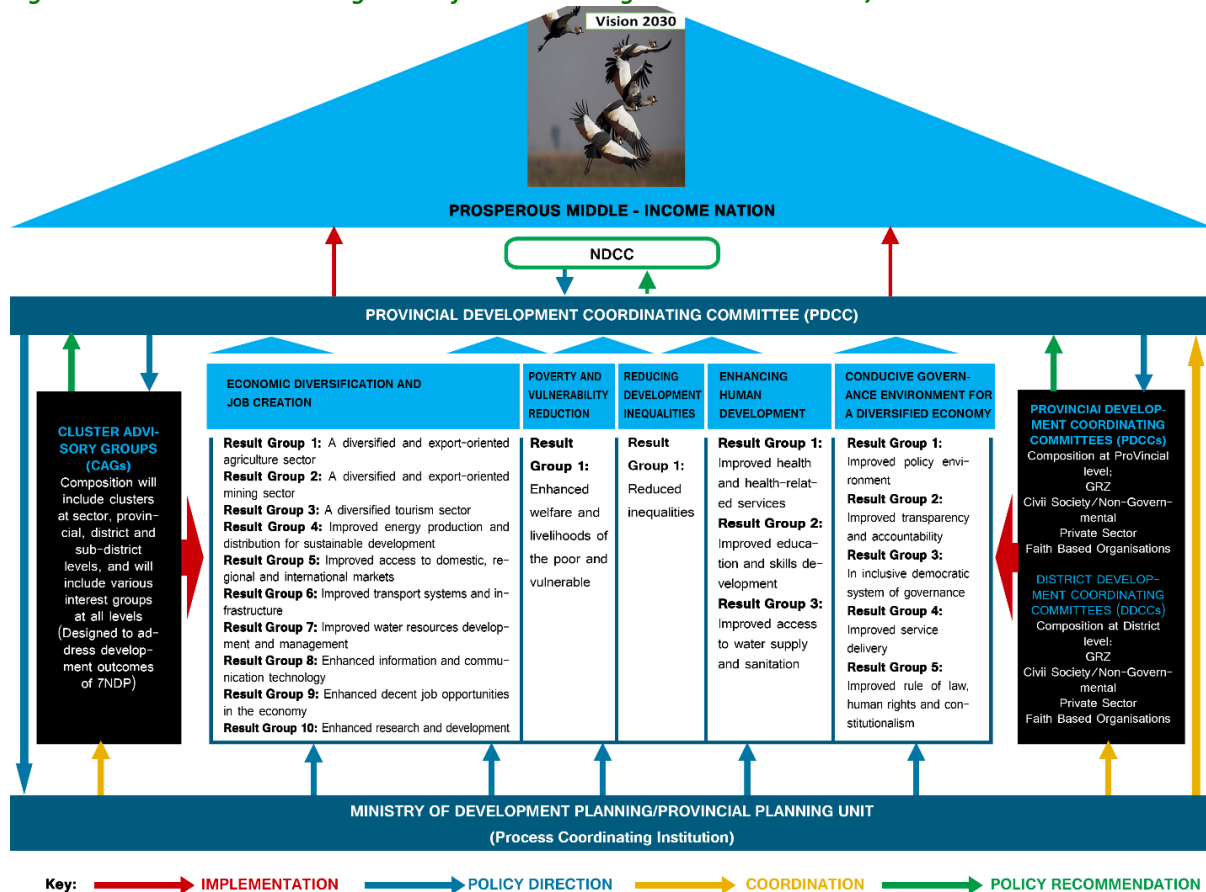 Vision 2030
PROSPEROUS MIDDLE - INCOME NATION
NDCC
PROVINCIAL DEVELOPMENT COORDINATING COMMITTEE (PDCC)
CLUSTER ADVI-
SORY GROUPS
(CAGs)
Composition will
include clusters
at sector, provin-
cial, district and
sub-district
levels, and will
include various
interest groups
at all levels
(Designed to ad-
dress develop-
ment outcomes
of 7NDP)
ECONOMIC DIVERSIFICATION AND
JOB CREATION
Result Group 1: A diversified and export-oriented
agriculture sector
Result Group 2: A diversified and export-oriented
mining sector
Result Group 3: A diversified tourism sector
Result Group 4: Improved energy production and
distribution for sustainable development
Result Group 5: Improved access to domestic, re-
gional and international markets
Result Group 6: Improved transport systems and in-
frastructure
Result Group 7: Improved water resources develop-
ment and management
Result Group 8: Enhanced information and commu-
nication technology
Result Group 9: Enhanced decent job opportunities
in the economy
Result Group 10: Enhanced research and development
POVERTY AND
VULNERABILITY
REDUCTION
Result
Group 1:
Enhanced
welfare and
livelihoods of
the poor and
vulnerable
REDUCING
DEVELOPMENT
INEQUALITIES
Result
Group 1:
Reduced
inequalities
ENHANCING
HUMAN
DEVELOPMENT
Result Group 1:
Improved health
and health-relat-
ed services
Result Group 2:
Improved educa-
tion and skills de-
velopment
Result Group 3:
Improved access
to water supply
and sanitation
CONDUCIVE GOVERN-
ANCE ENVIRONMENT FOR
A DIVERSIFIED ECONOMY
Result Group 1:
Improved policy envi-
ronment
Result Group 2:
Improved transparency
and accountability
Result Group 3:
In inclusive democratic
system of governance
Result Group 4:
Improved service
delivery
Result Group 5:
Improved rule of law,
human rights and con-
stitutionalism
PROVINCIAI DEVELOP-
MENT COORDINATING
COMMITTEES (PDCCs)
Composition at ProVincial
level;
GRZ
Civil Society/Non-Govern-
mental
Private Sector
Faith Based Organisations
DISTRICT DEVELOP-
MENT COORDINATING
COMMITTEES (DDCCs)
Composition at District
level:
GRZ
Civii Society/Non-Govern-
mental
Private Sector
Faith Based Organisations
MINISTRY OF DEVELOPMENT PLANNING/PROVINCIAL PLANNING UNIT
(Process Coordinating Institution)
Key: IMPLEMENTATION POLICY DIRECTION COORDINATION POLICY RECOMMENDATION